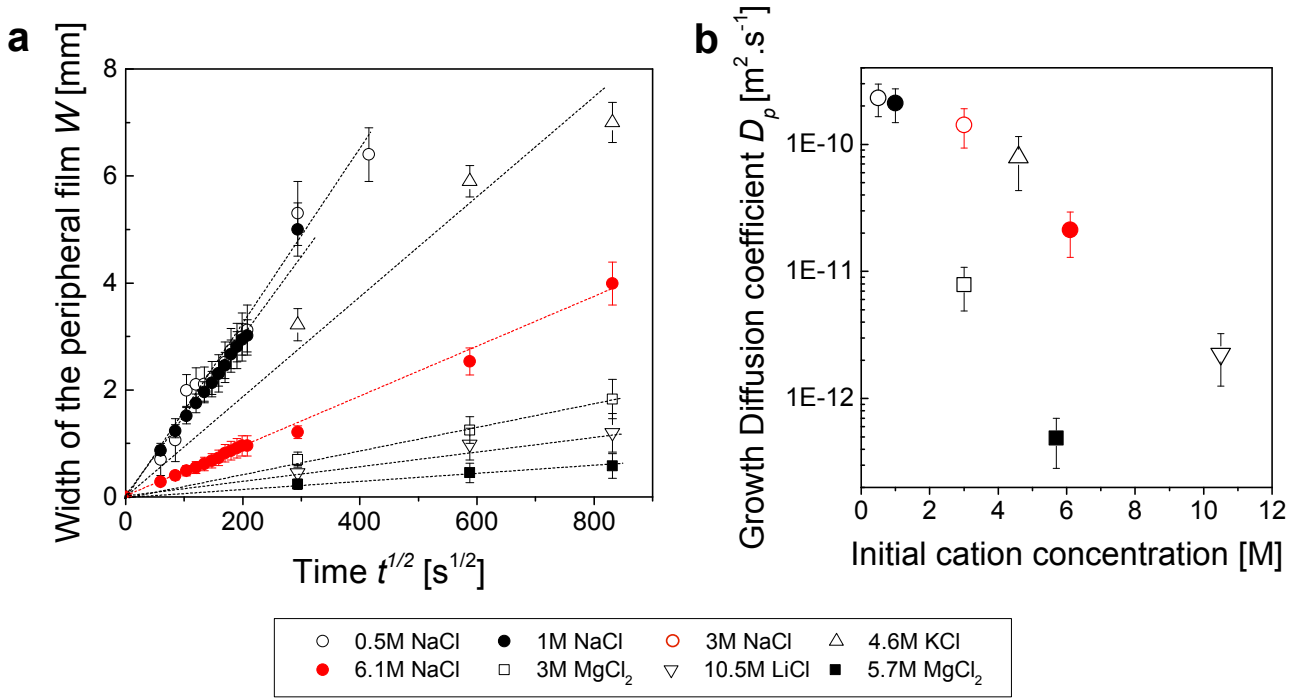 a
Width of the peripheral film W [mm]
8
6
4
2
0
0 200 400 600 800
Time t^{1/2} [s^{1/2}]
b
Growth Diffusion coefficient D_p [m^2.s^{-1}]
1E-10
1E-11
1E-12
0 2 4 6 8 10 12
Initial cation concentration [M]
0.5M NaCl 1M NaCl 3M NaCl 4.6M KCl
6.1M NaCl 3M MgCl_2 10.5M LiCl 5.7M MgCl_2